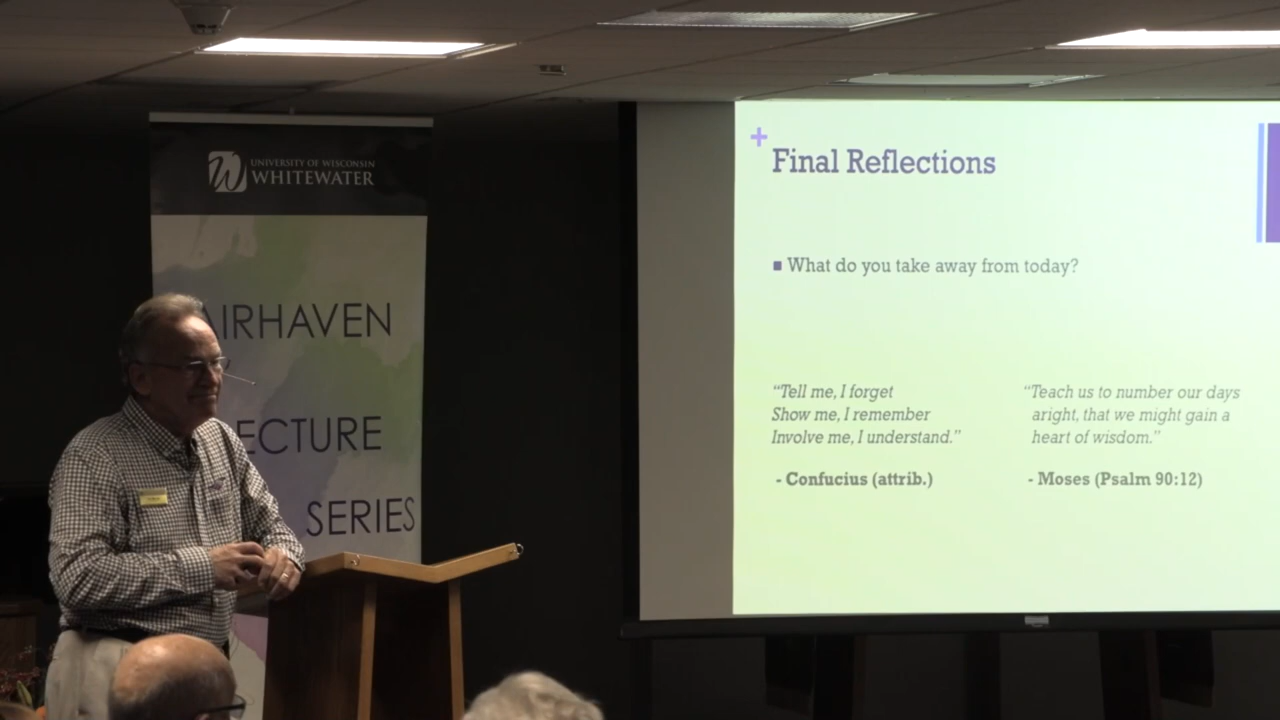 UNIVERSITY OF WISCONSIN
WHITEWATER
AIRHAVEN
ECTURE
SERIES
+
Final Reflections
■ What do you take away from today?
“Tell me, I forget
Show me, I remember
Involve me, I understand.”
- Confucius (attrib.)
“Teach us to number our days
aright, that we might gain a
heart of wisdom.”
- Moses (Psalm 90:12)